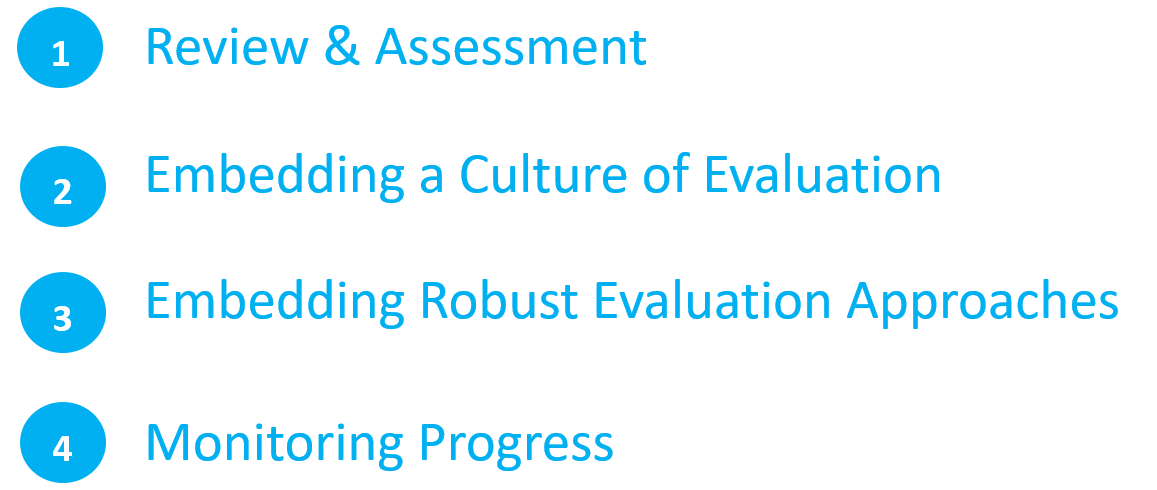 1 Review & Assessment
2 Embedding a Culture of Evaluation
3 Embedding Robust Evaluation Approaches
4 Monitoring Progress